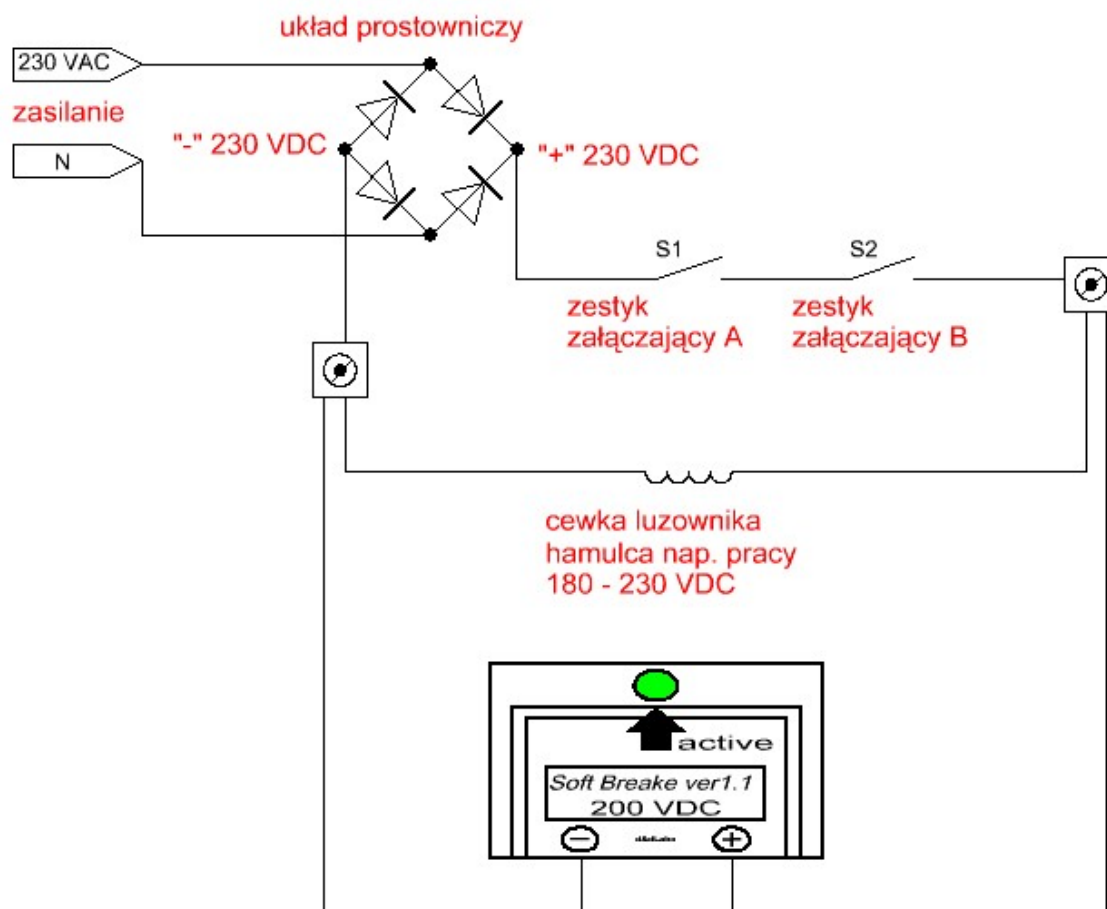 układ prostowniczy
230 VAC
zasilanie
"-" 230 VDC
"+" 230 VDC
N
S1
S2
zestyk
załączający A
zestyk
załączający B
cewka luzownika
hamulca nap. pracy
180 - 230 VDC
active
Soft Breake ver1.1
200 VDC